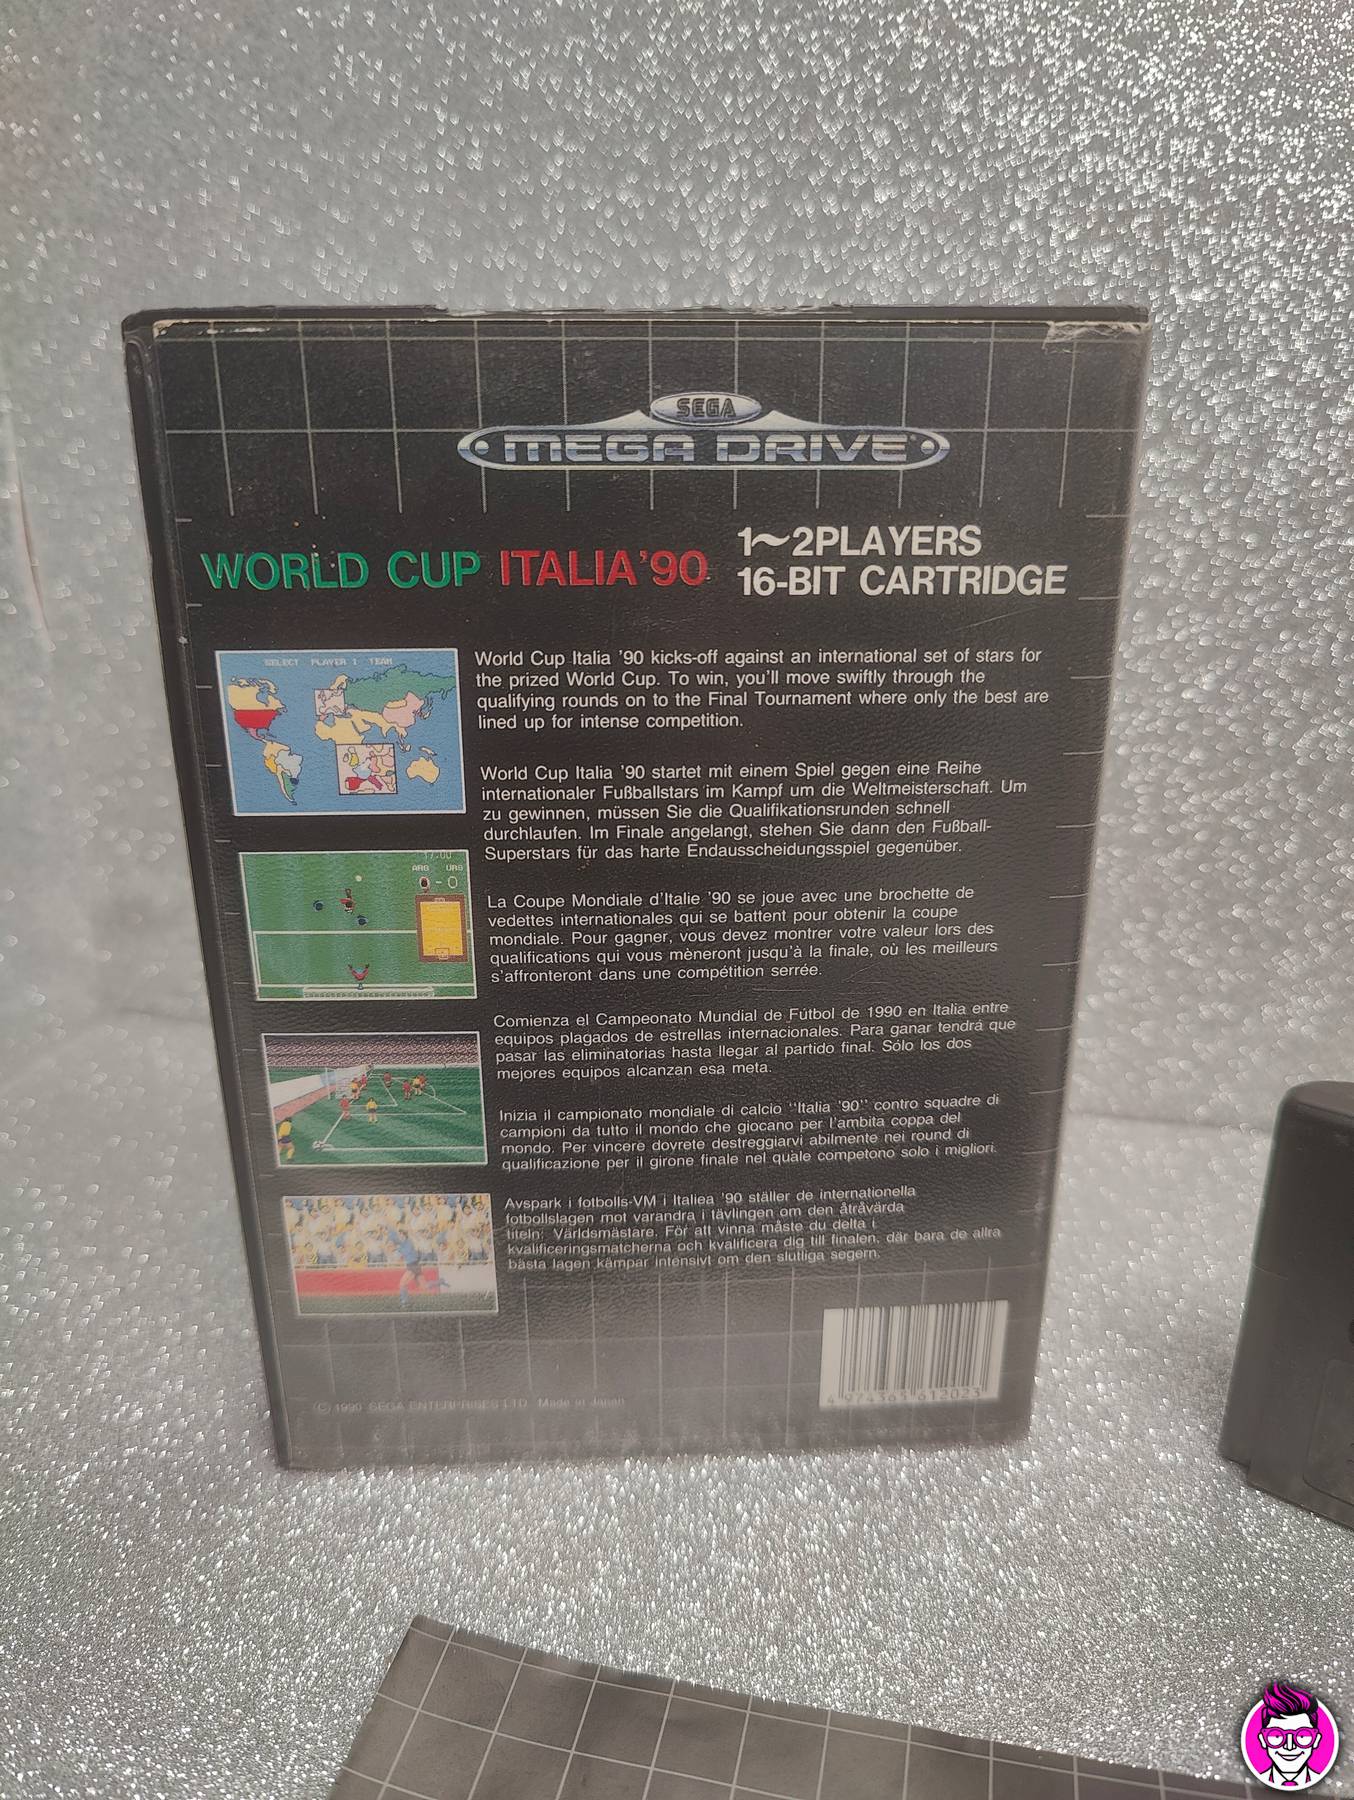 SEGA
MEGA DRIVE
WORLD CUP ITALIA'90
1~2PLAYERS
16-BIT CARTRIDGE
SELECT PLAYER 1 TEAM
World Cup Italia '90 kicks-off against an international set of stars for
the prized World Cup. To win, you'll move swiftly through the
qualifying rounds on to the Final Tournament where only the best are
lined up for intense competition.
World Cup Italia '90 startet mit einem Spiel gegen eine Reihe
internationaler Fußballstars im Kampf um die Weltmeisterschaft. Um
zu gewinnen, müssen Sie die Qualifikationsrunden schnell
durchlaufen. Im Finale angelangt, stehen Sie dann den Fußball-
Superstars für das harte Endausscheidungsspiel gegenüber.
17:00
ARG URG
0-0
La Coupe Mondiale d'Italie '90 se joue avec une brochette de
vedettes internationales qui se battent pour obtenir la coupe
mondiale. Pour gagner, vous devez montrer votre valeur lors des
qualifications qui vous mèneront jusqu'à la finale, où les meilleurs
s'affronteront dans une compétition serrée.
Comienza el Campeonato Mundial de Fútbol de 1990 en Italia entre
equipos plagados de estrellas internacionales. Para ganar tendrá que
pasar las eliminatorias hasta llegar al partido final. Sólo los dos
mejores equipos alcanzan esa meta.
Inizia il campionato mondiale di calcio "Italia '90" contro squadre di
campioni da tutto il mondo che giocano per l'ambita coppa del
mondo. Per vincere dovrete destreggiarvi abilmente nei round di
qualificazione per il girone finale nel quale competono solo i migliori.
Avspark i fotbolls-VM i Italiea '90 ställer de internationella
fotbollslagen mot varandra i tävlingen om den åtråvärda
titeln: Världsmästare. För att vinna måste du delta i
kvalificeringsmatcherna och kvalificera dig till finalen, där bara de allra
bästa lagen kämpar intensivt om den slutliga segern.
(C) 1990 SEGA ENTERPRISES LTD. Made in Japan
4 974365 612023